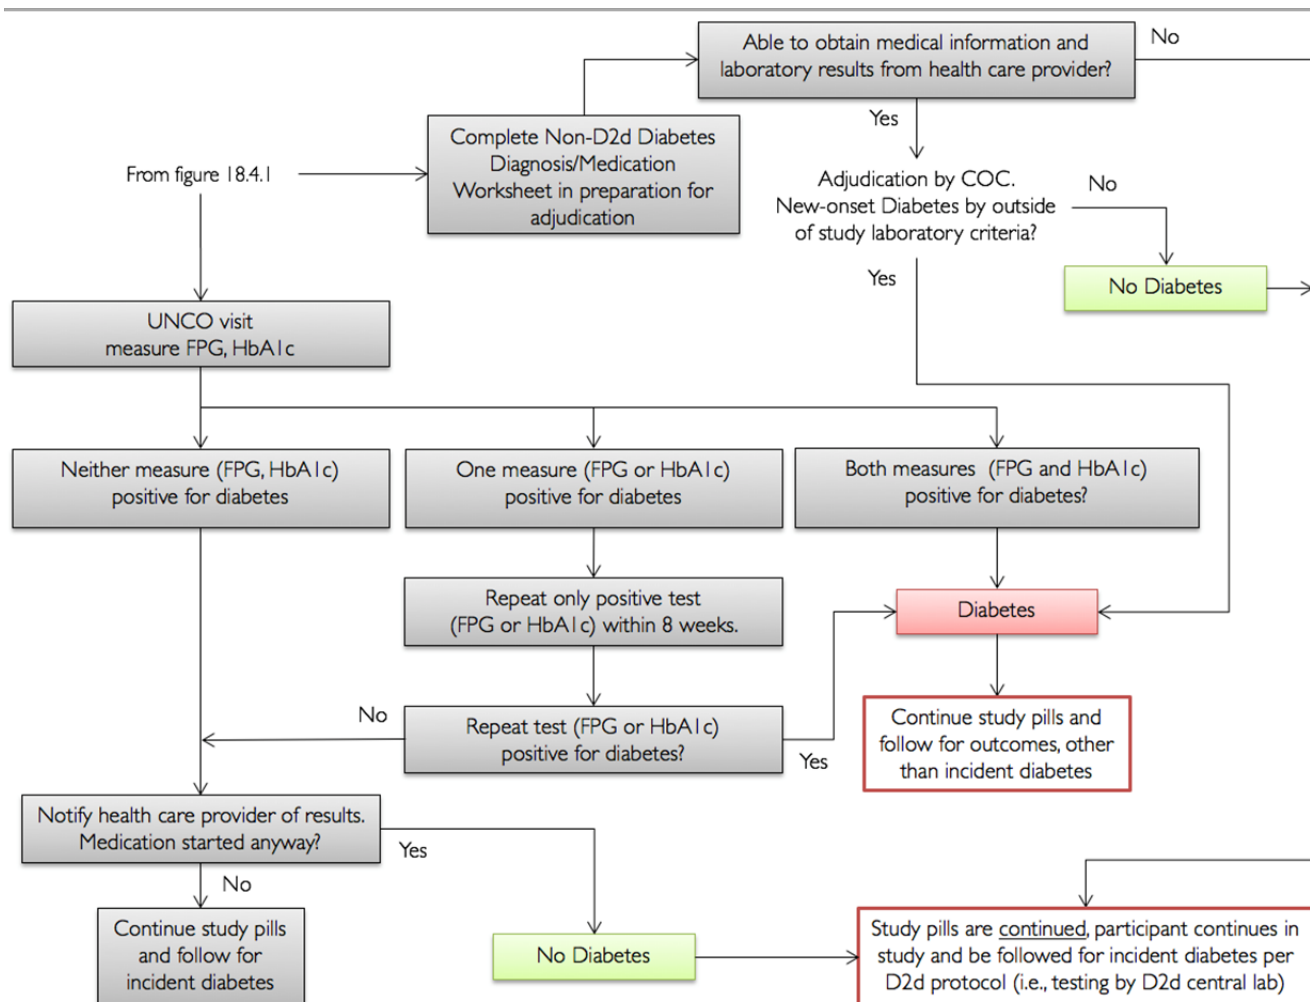 Able to obtain medical information and
laboratory results from health care provider?
No
Yes
Complete Non-D2d Diabetes
Diagnosis/Medication
Worksheet in preparation for
adjudication
From figure 18.4.1
Adjudication by COC.
New-onset Diabetes by outside
of study laboratory criteria?
No
Yes
No Diabetes
UNCO visit
measure FPG, HbA1c
Neither measure (FPG, HbA1c)
positive for diabetes
One measure (FPG or HbA1c)
positive for diabetes
Both measures (FPG and HbA1c)
positive for diabetes?
Repeat only positive test
(FPG or HbA1c) within 8 weeks.
Diabetes
Repeat test (FPG or HbA1c)
positive for diabetes?
No
Yes
Continue study pills and
follow for outcomes, other
than incident diabetes
Notify health care provider of results.
Medication started anyway?
Yes
No
Continue study pills
and follow for
incident diabetes
No Diabetes
Study pills are continued, participant continues in
study and be followed for incident diabetes per
D2d protocol (i.e., testing by D2d central lab)